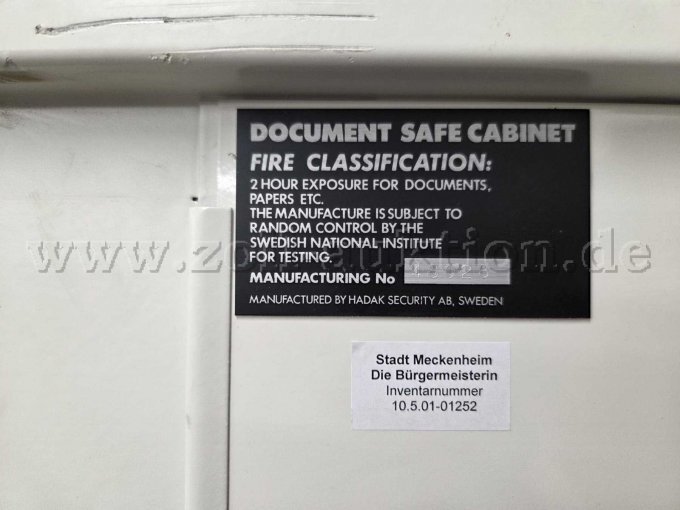 DOCUMENT SAFE CABINET
FIRE CLASSIFICATION:
2 HOUR EXPOSURE FOR DOCUMENTS,
PAPERS ETC.
THE MANUFACTURE IS SUBJECT TO
RANDOM CONTROL BY THE
SWEDISH NATIONAL INSTITUTE
FOR TESTING.
www.zoll-auktion.de
MANUFACTURING No
MANUFACTURED BY HADAK SECURITY AB, SWEDEN
Stadt Meckenheim
Die Bürgermeisterin
Inventarnummer
10.5.01-01252